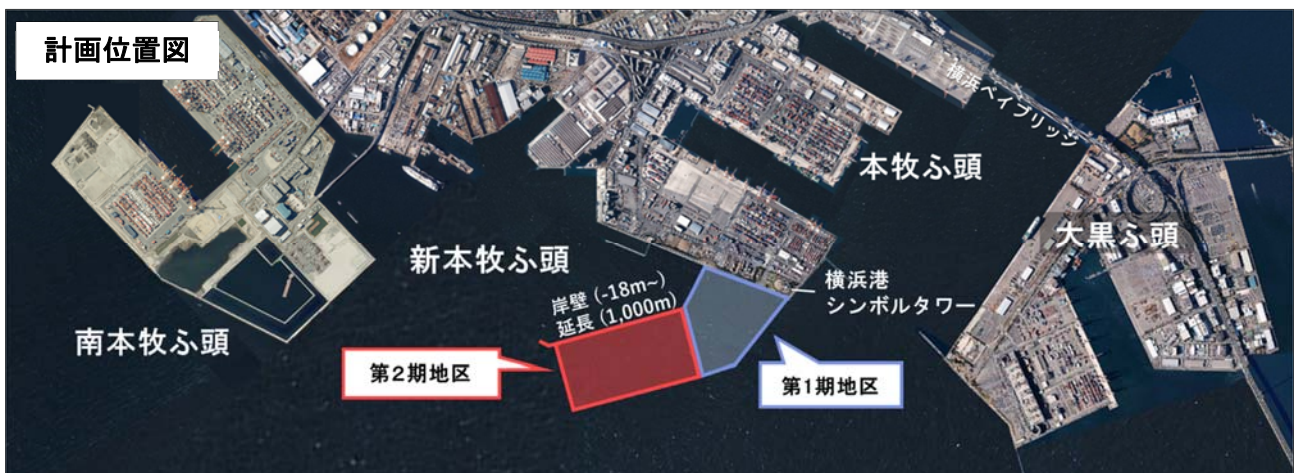 計画位置図
横浜ベイブリッジ
本牧ふ頭
大黒ふ頭
新本牧ふ頭
岸壁 (-18m~)
延長 (1,000m)
横浜港
シンボルタワー
南本牧ふ頭
第2期地区
第1期地区